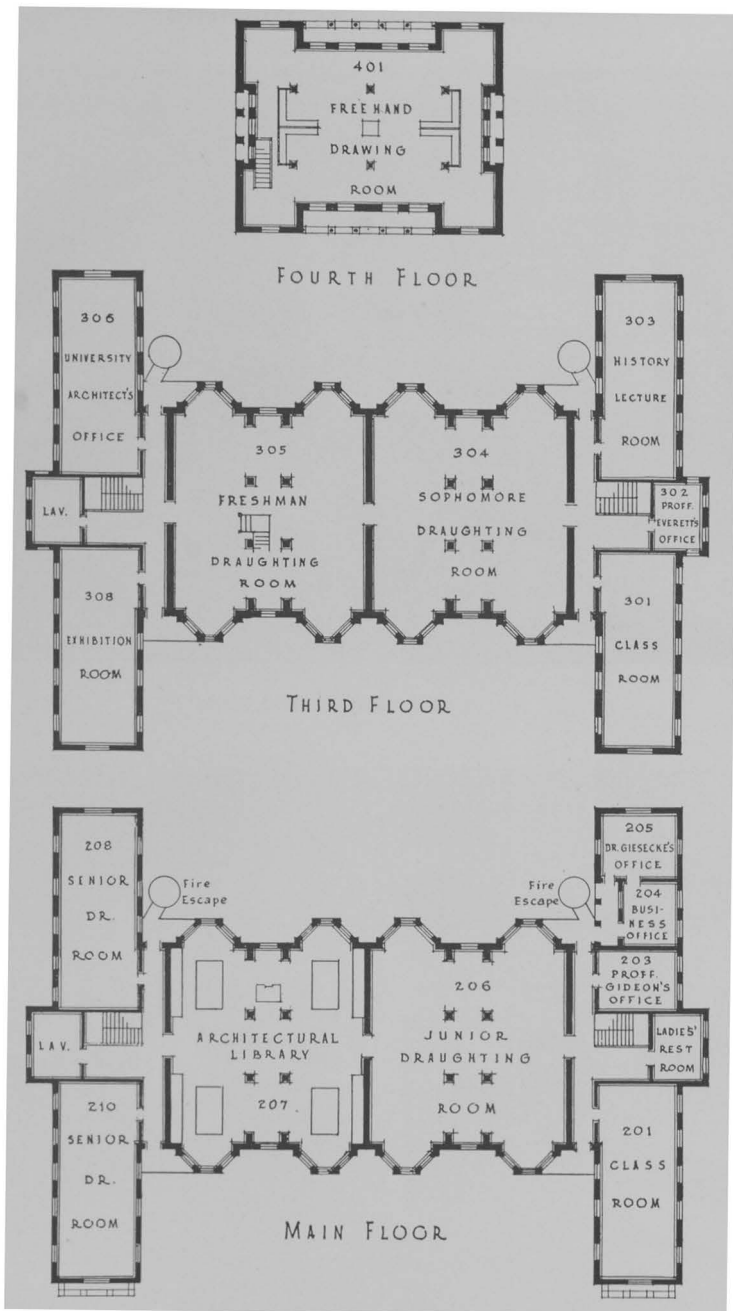 401
FREEHAND
DRAWING
ROOM
FOURTH FLOOR
306
UNIVERSITY
ARCHITECT'S
OFFICE
LAV.
308
EXHIBITION
ROOM
305
FRESHMAN
DRAUGHTING
ROOM
304
SOPHOMORE
DRAUGHTING
ROOM
303
HISTORY
LECTURE
ROOM
302
PROFF.
EVERETT'S
OFFICE
301
CLASS
ROOM
THIRD FLOOR
208
SENIOR
DR.
ROOM
Fire
Escape
LAV.
210
SENIOR
DR.
ROOM
ARCHITECTURAL
LIBRARY
207
206
JUNIOR
DRAUGHTING
ROOM
Fire
Escape
205
DR. GIESECKE'S
OFFICE
204
BUSI-
NESS
OFFICE
203
PROFF.
GIDEON'S
OFFICE
LADIES'
REST
ROOM
201
CLASS
ROOM
MAIN FLOOR